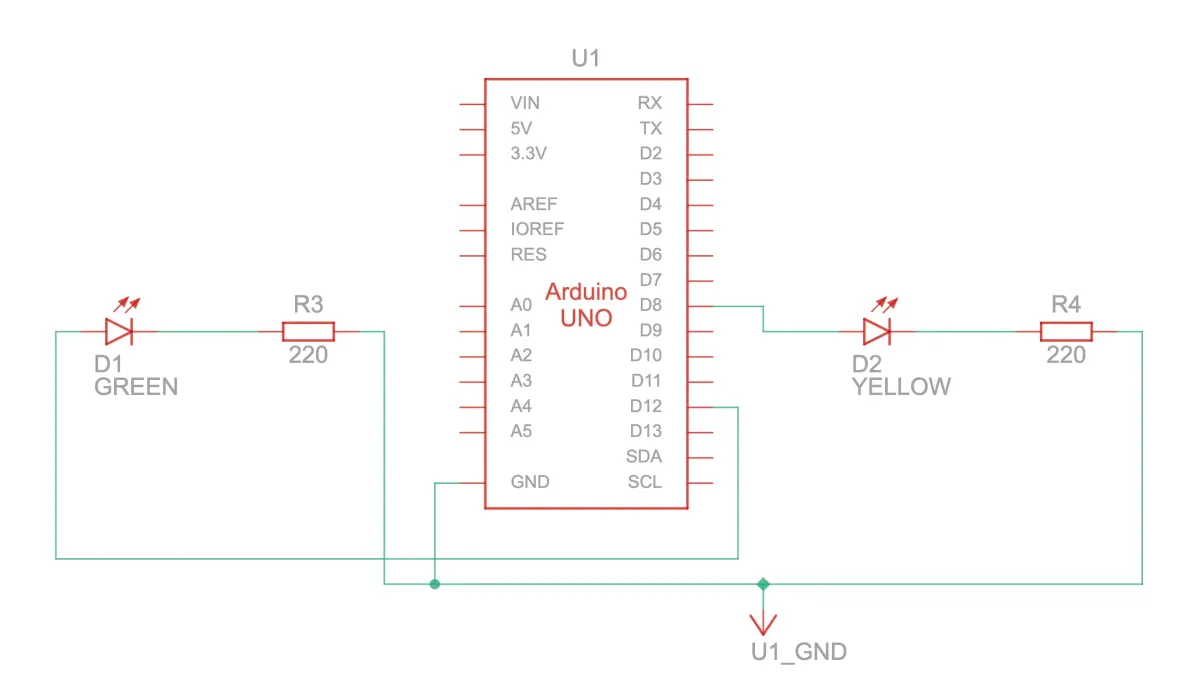 U1
VIN
5V
3.3V
AREF
IOREF
RES
A0
A1
A2
A3
A4
A5
GND
Arduino
UNO
RX
TX
D2
D3
D4
D5
D6
D7
D8
D9
D10
D11
D12
D13
SDA
SCL
D1
GREEN
R3
220
D2
YELLOW
R4
220
U1_GND